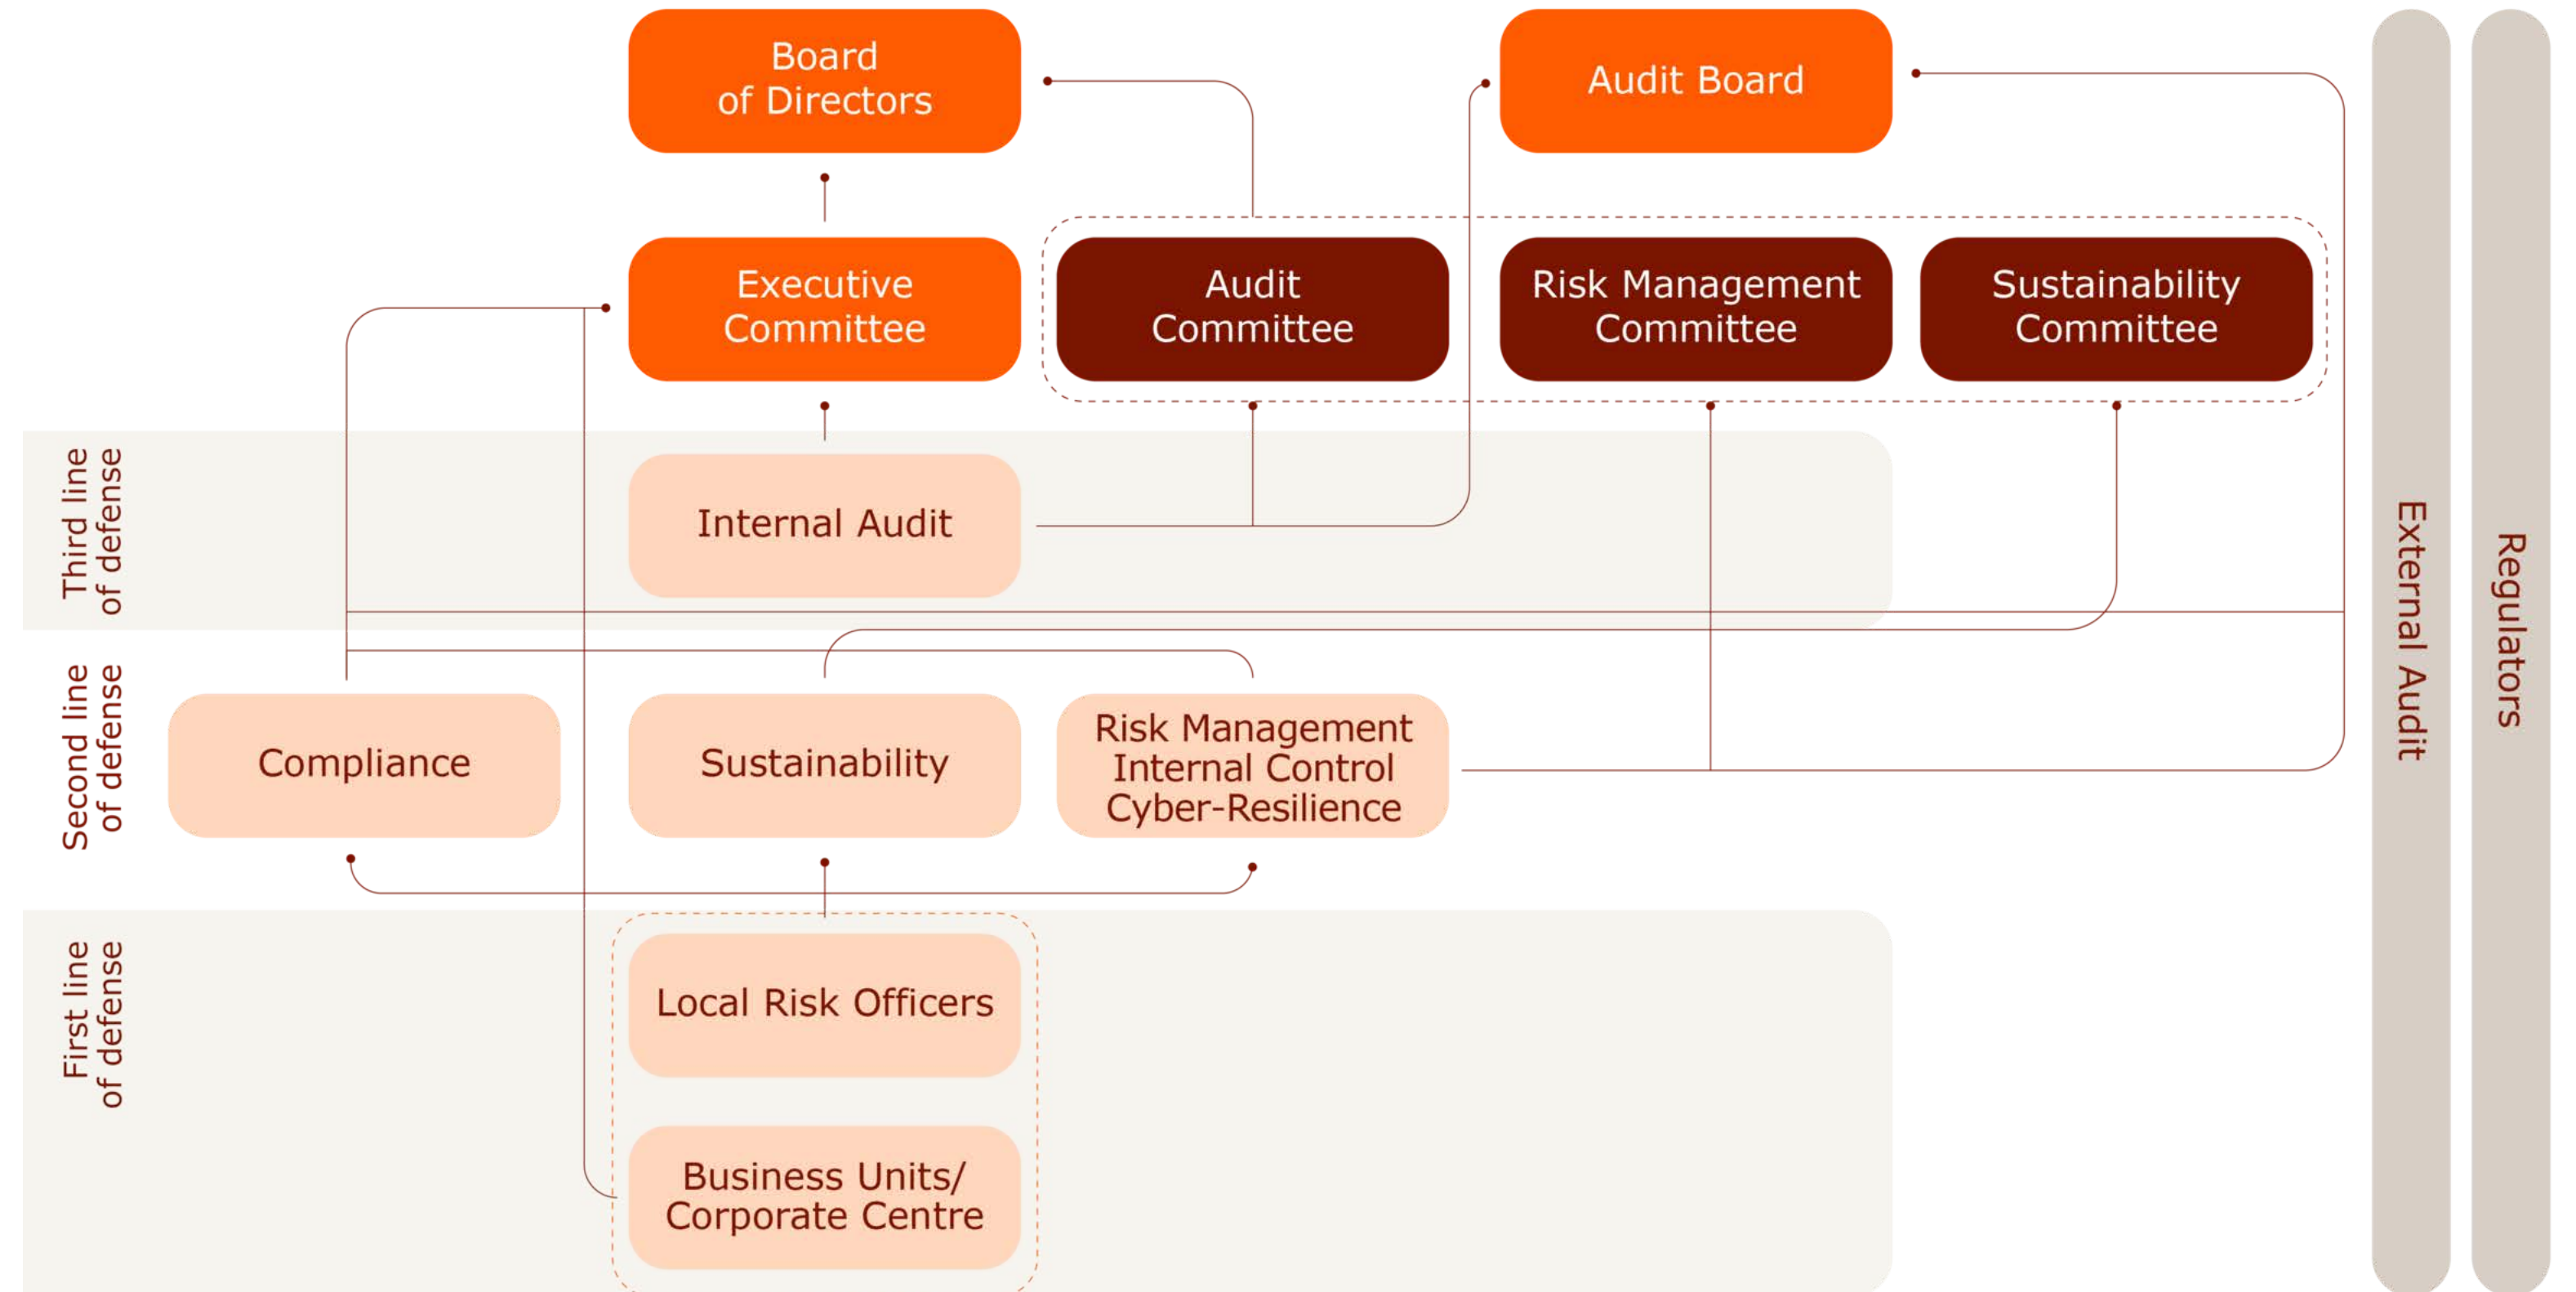 Board
of Directors
Audit Board
Executive
Committee
Audit
Committee
Risk Management
Committee
Sustainability
Committee
Third line
of defense
Internal Audit
Second line
of defense
Compliance
Sustainability
Risk Management
Internal Control
Cyber-Resilience
First line
of defense
Local Risk Officers
Business Units/
Corporate Centre
External Audit
Regulators